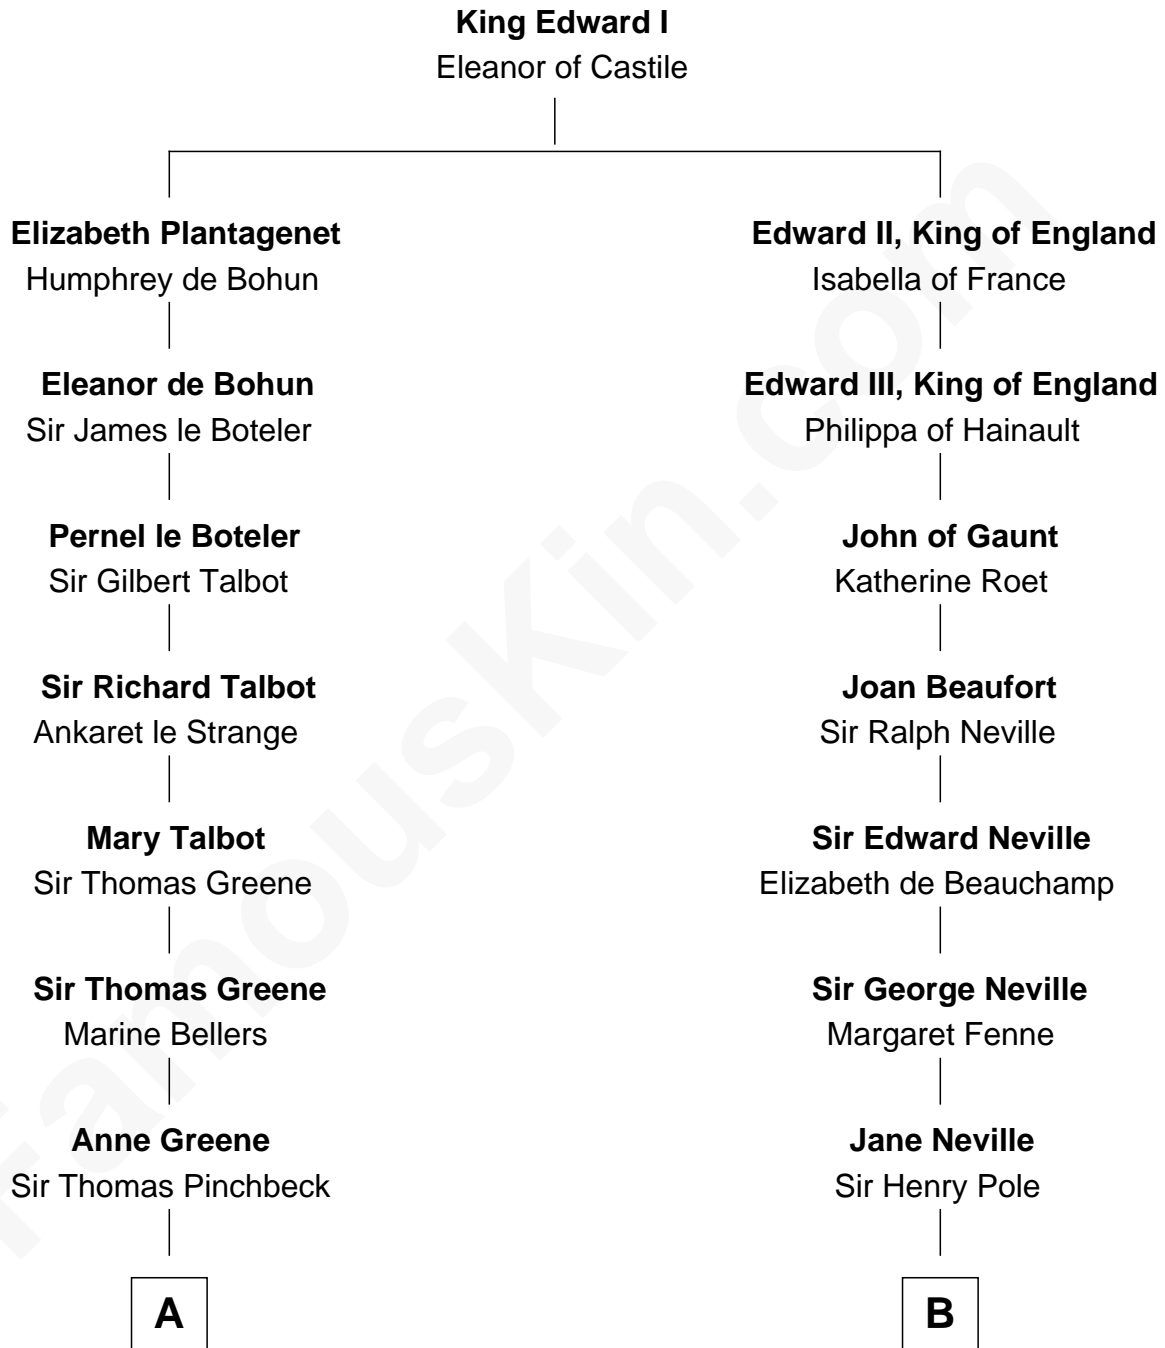 King Edward I
Eleanor of Castile
Elizabeth Plantagenet
Humphrey de Bohun
Edward II, King of England
Isabella of France
Eleanor de Bohun
Sir James le Boteler
Edward III, King of England
Philippa of Hainault
Pernel le Boteler
Sir Gilbert Talbot
John of Gaunt
Katherine Roet
Sir Richard Talbot
Ankaret le Strange
Joan Beaufort
Sir Ralph Neville
Mary Talbot
Sir Thomas Greene
Sir Edward Neville
Elizabeth de Beauchamp
Sir Thomas Greene
Marine Bellers
Sir George Neville
Margaret Fenne
Anne Greene
Sir Thomas Pinchbeck
Jane Neville
Sir Henry Pole
A
B
FamousKin.com